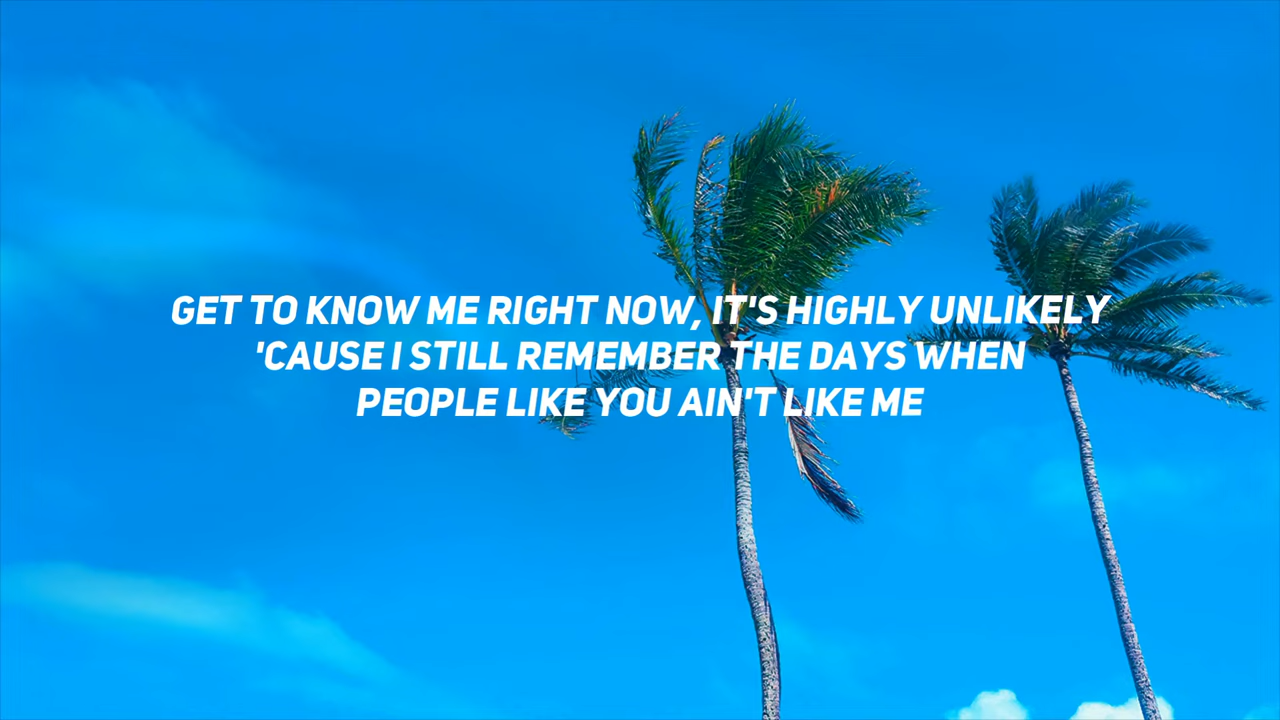 GET TO KNOW ME RIGHT NOW, IT'S HIGHLY UNLIKELY
'CAUSE I STILL REMEMBER THE DAYS WHEN
PEOPLE LIKE YOU AIN'T LIKE ME